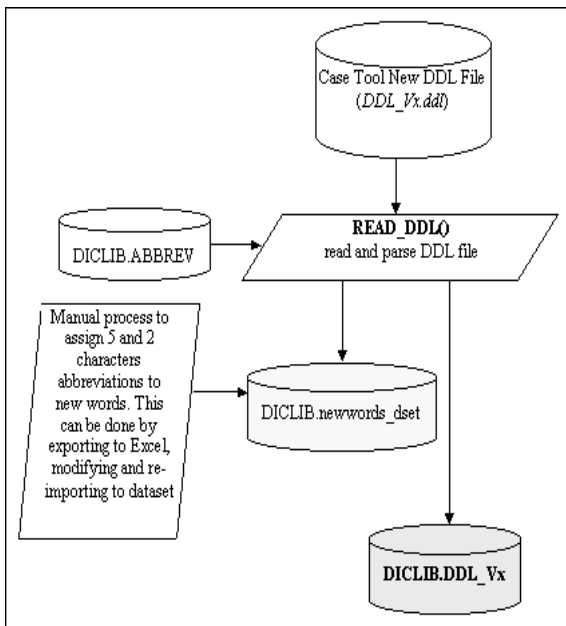 Case Tool New DDL File
(DDL_Vx.ddl)
READ_DDL()
read and parse DDL file
DICLIB.ABBREV
Manual process to
assign 5 and 2
characters
abbreviations to
new words. This
can be done by
exporting to Excel,
modifying and re-
importing to dataset
DICLIB.newwords_dset
DICLIB.DDL_Vx